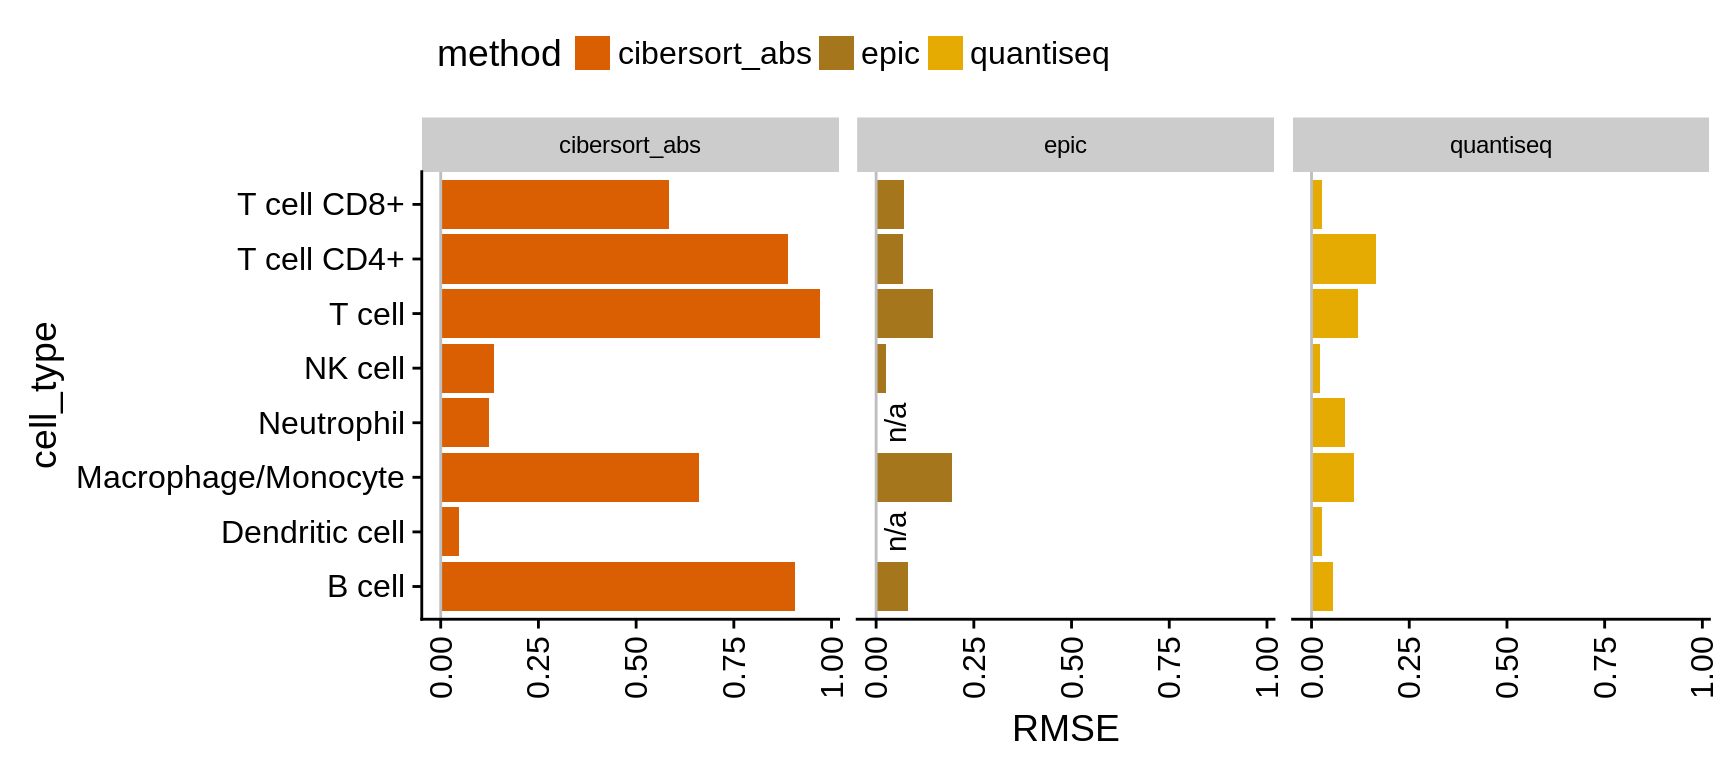 method cibersort_abs epic quantiseq
cibersort_abs epic quantiseq
T cell CD8+
T cell CD4+
T cell
NK cell
Neutrophil n/a
Macrophage/Monocyte
Dendritic cell n/a
B cell
cell_type
0.00 0.25 0.50 0.75 1.00 0.00 0.25 0.50 0.75 1.00 0.00 0.25 0.50 0.75 1.00
RMSE